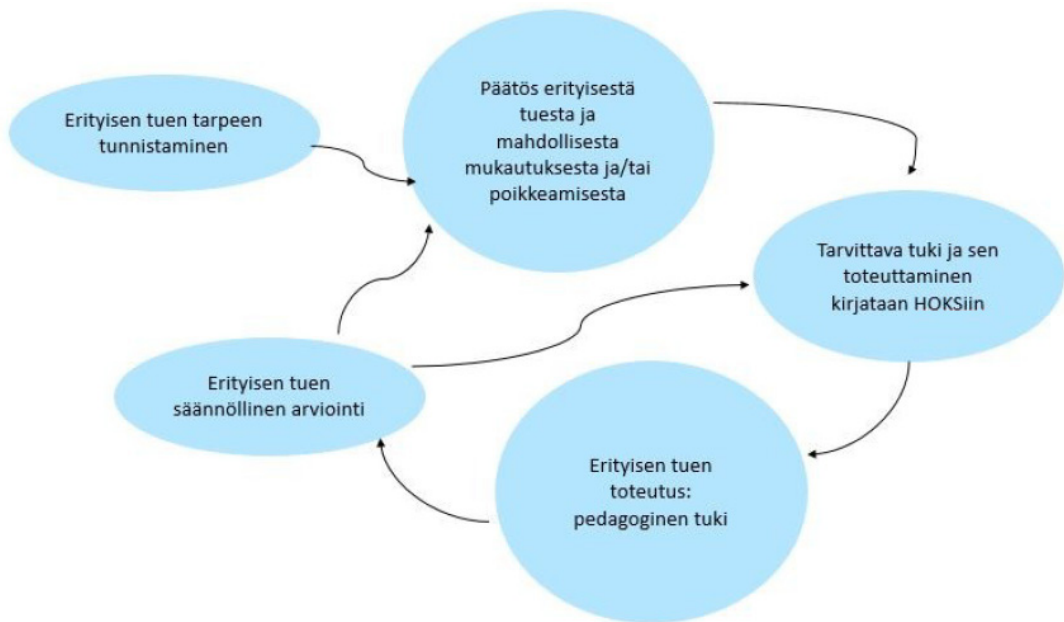 Erityisen tuen tarpeen
tunnistaminen
Päätös erityisestä
tuesta ja
mahdollisesta
mukautuksesta ja/tai
poikkeamisesta
Tarvittava tuki ja sen
toteuttaminen
kirjataan HOKSiin
Erityisen tuen
toteutus:
pedagoginen tuki
Erityisen tuen
säännöllinen arviointi